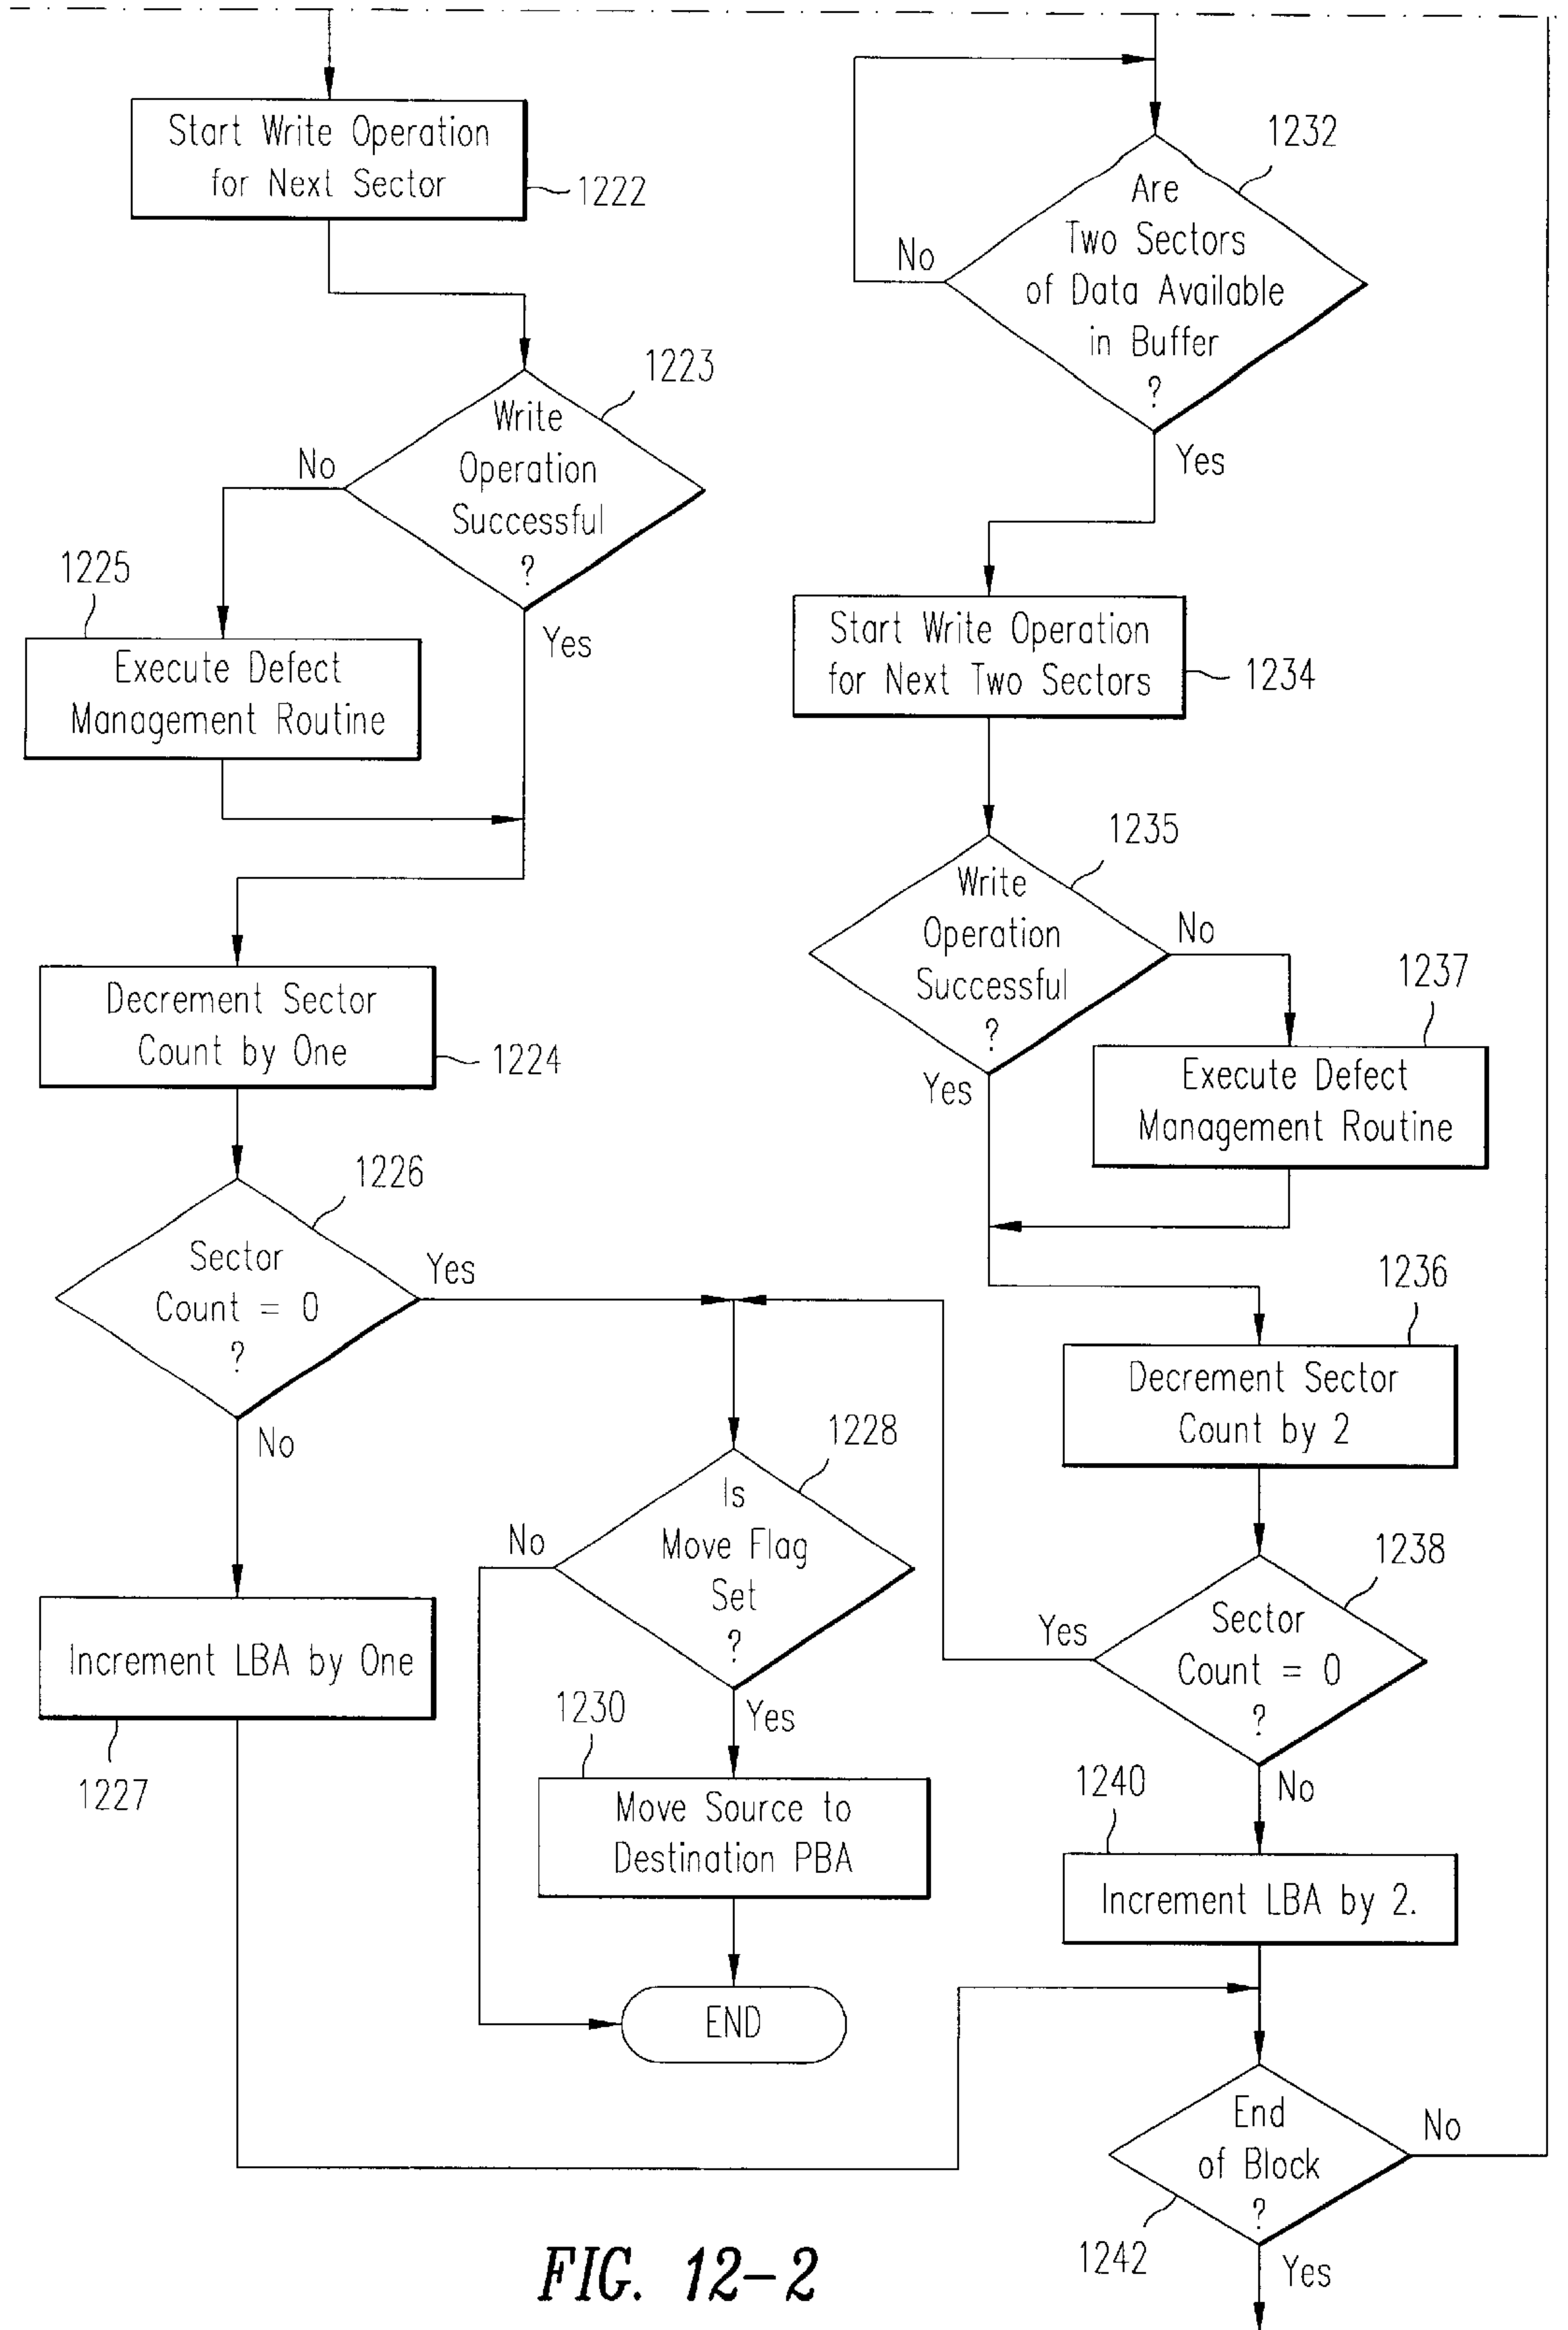 Start Write Operation
for Next Sector
1222
Write
Operation
Successful
?
1223
No
Yes
1225
Execute Defect
Management Routine
Decrement Sector
Count by One
1224
Sector
Count = 0
?
1226
Yes
No
Increment LBA by One
1227
Is
Move Flag
Set
?
1228
No
Yes
1230
Move Source to
Destination PBA
END
Are
Two Sectors
of Data Available
in Buffer
?
1232
No
Yes
Start Write Operation
for Next Two Sectors
1234
Write
Operation
Successful
?
1235
No
Yes
1237
Execute Defect
Management Routine
1236
Decrement Sector
Count by 2
1238
Sector
Count = 0
?
Yes
No
1240
Increment LBA by 2.
End
of Block
?
No
1242
Yes
FIG. 12-2